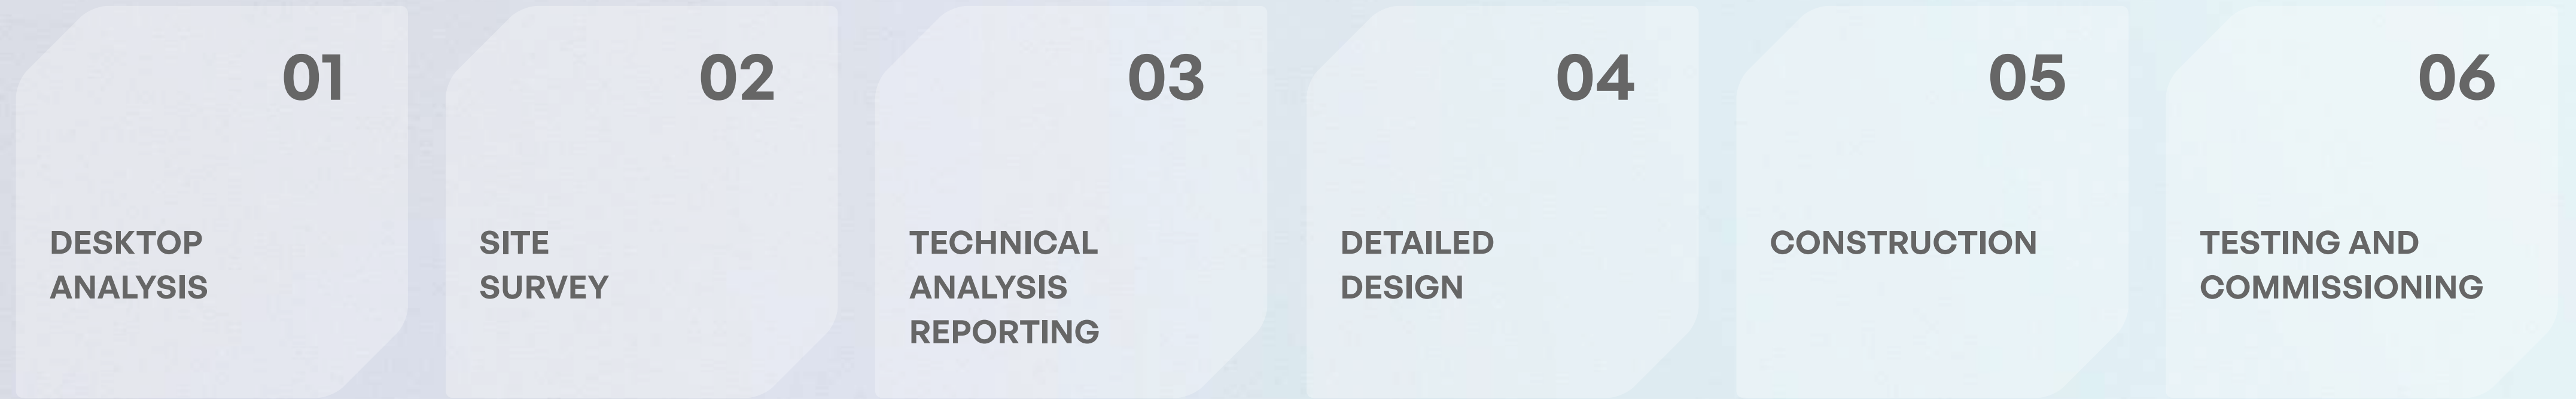 01
DESKTOP
ANALYSIS
02
SITE
SURVEY
03
TECHNICAL
ANALYSIS
REPORTING
04
DETAILED
DESIGN
05
CONSTRUCTION
06
TESTING AND
COMMISSIONING